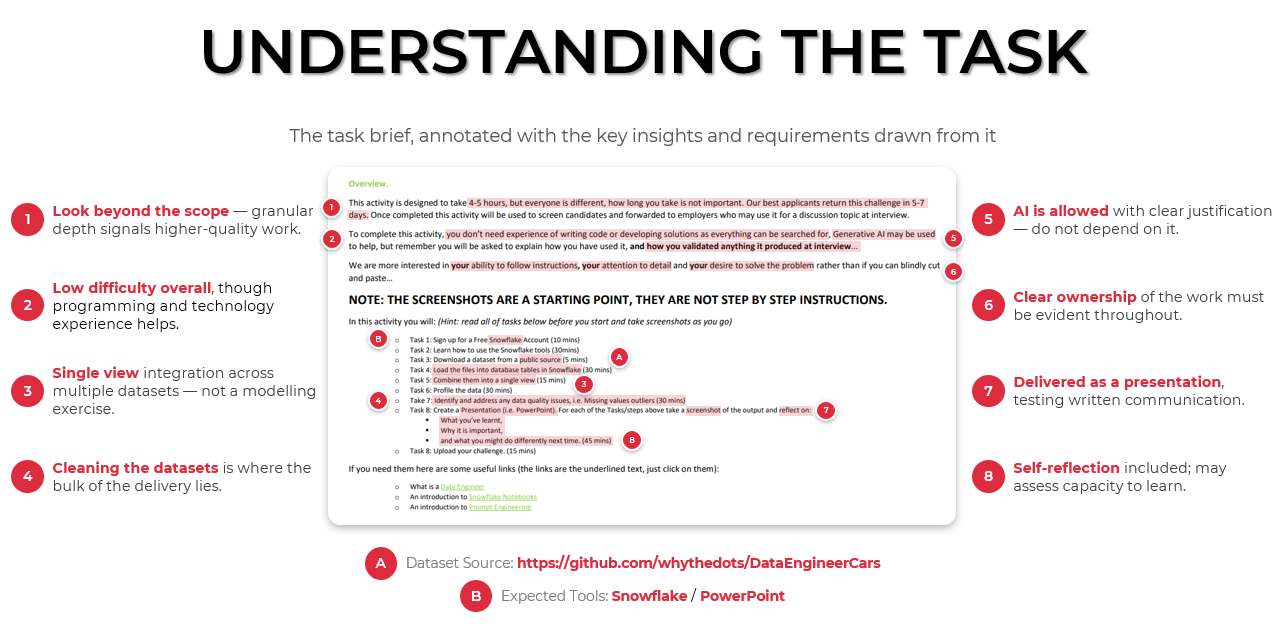 UNDERSTANDING THE TASK
The task brief, annotated with the key insights and requirements drawn from it
1
Look beyond the scope — granular
depth signals higher-quality work.
2
Low difficulty overall, though
programming and technology
experience helps.
3
Single view integration across
multiple datasets — not a modelling
exercise.
4
Cleaning the datasets is where the
bulk of the delivery lies.
Overview.
1
This activity is designed to take 4-5 hours, but everyone is different, how long you take is not important. Our best applicants return this challenge in 5-7
days. Once completed this activity will be used to screen candidates and forwarded to employers who may use it for a discussion topic at interview.
2
To complete this activity, you don't need experience of writing code or developing solutions as everything can be searched for, Generative AI may be used
5
to help, but remember you will be asked to explain how you have used it, and how you validated anything it produced at interview...
We are more interested in your ability to follow instructions, your attention to detail and your desire to solve the problem rather than if you can blindly cut
6
and paste...
NOTE: THE SCREENSHOTS ARE A STARTING POINT, THEY ARE NOT STEP BY STEP INSTRUCTIONS.
In this activity you will: (Hint: read all of tasks below before you start and take screenshots as you go)
B
o Task 1: Sign up for a Free Snowflake Account (10 mins)
o Task 2: Learn how to use the Snowflake tools (30mins)
o Task 3: Download a dataset from a public source (5 mins)
A
o Task 4: Load the files into database tables in Snowflake (30 mins)
o Task 5: Combine them into a single view (15 mins)
3
o Task 6: Profile the data (30 mins)
4
o Take 7: Identify and address any data quality issues, i.e. Missing values outliers (30 mins)
o Task 8: Create a Presentation (i.e. PowerPoint). For each of the Tasks/steps above take a screenshot of the output and reflect on:
7
▪ What you've learnt,
▪ Why it is important,
▪ and what you might do differently next time. (45 mins)
8
o Task 8: Upload your challenge. (15 mins)
If you need them here are some useful links (the links are the underlined text, just click on them):
o What is a Data Engineer
o An introduction to Snowflake Notebooks
o An introduction to Prompt Engineering
5
AI is allowed with clear justification
— do not depend on it.
6
Clear ownership of the work must
be evident throughout.
7
Delivered as a presentation,
testing written communication.
8
Self-reflection included; may
assess capacity to learn.
A
Dataset Source: https://github.com/whythedots/DataEngineerCars
B
Expected Tools: Snowflake / PowerPoint